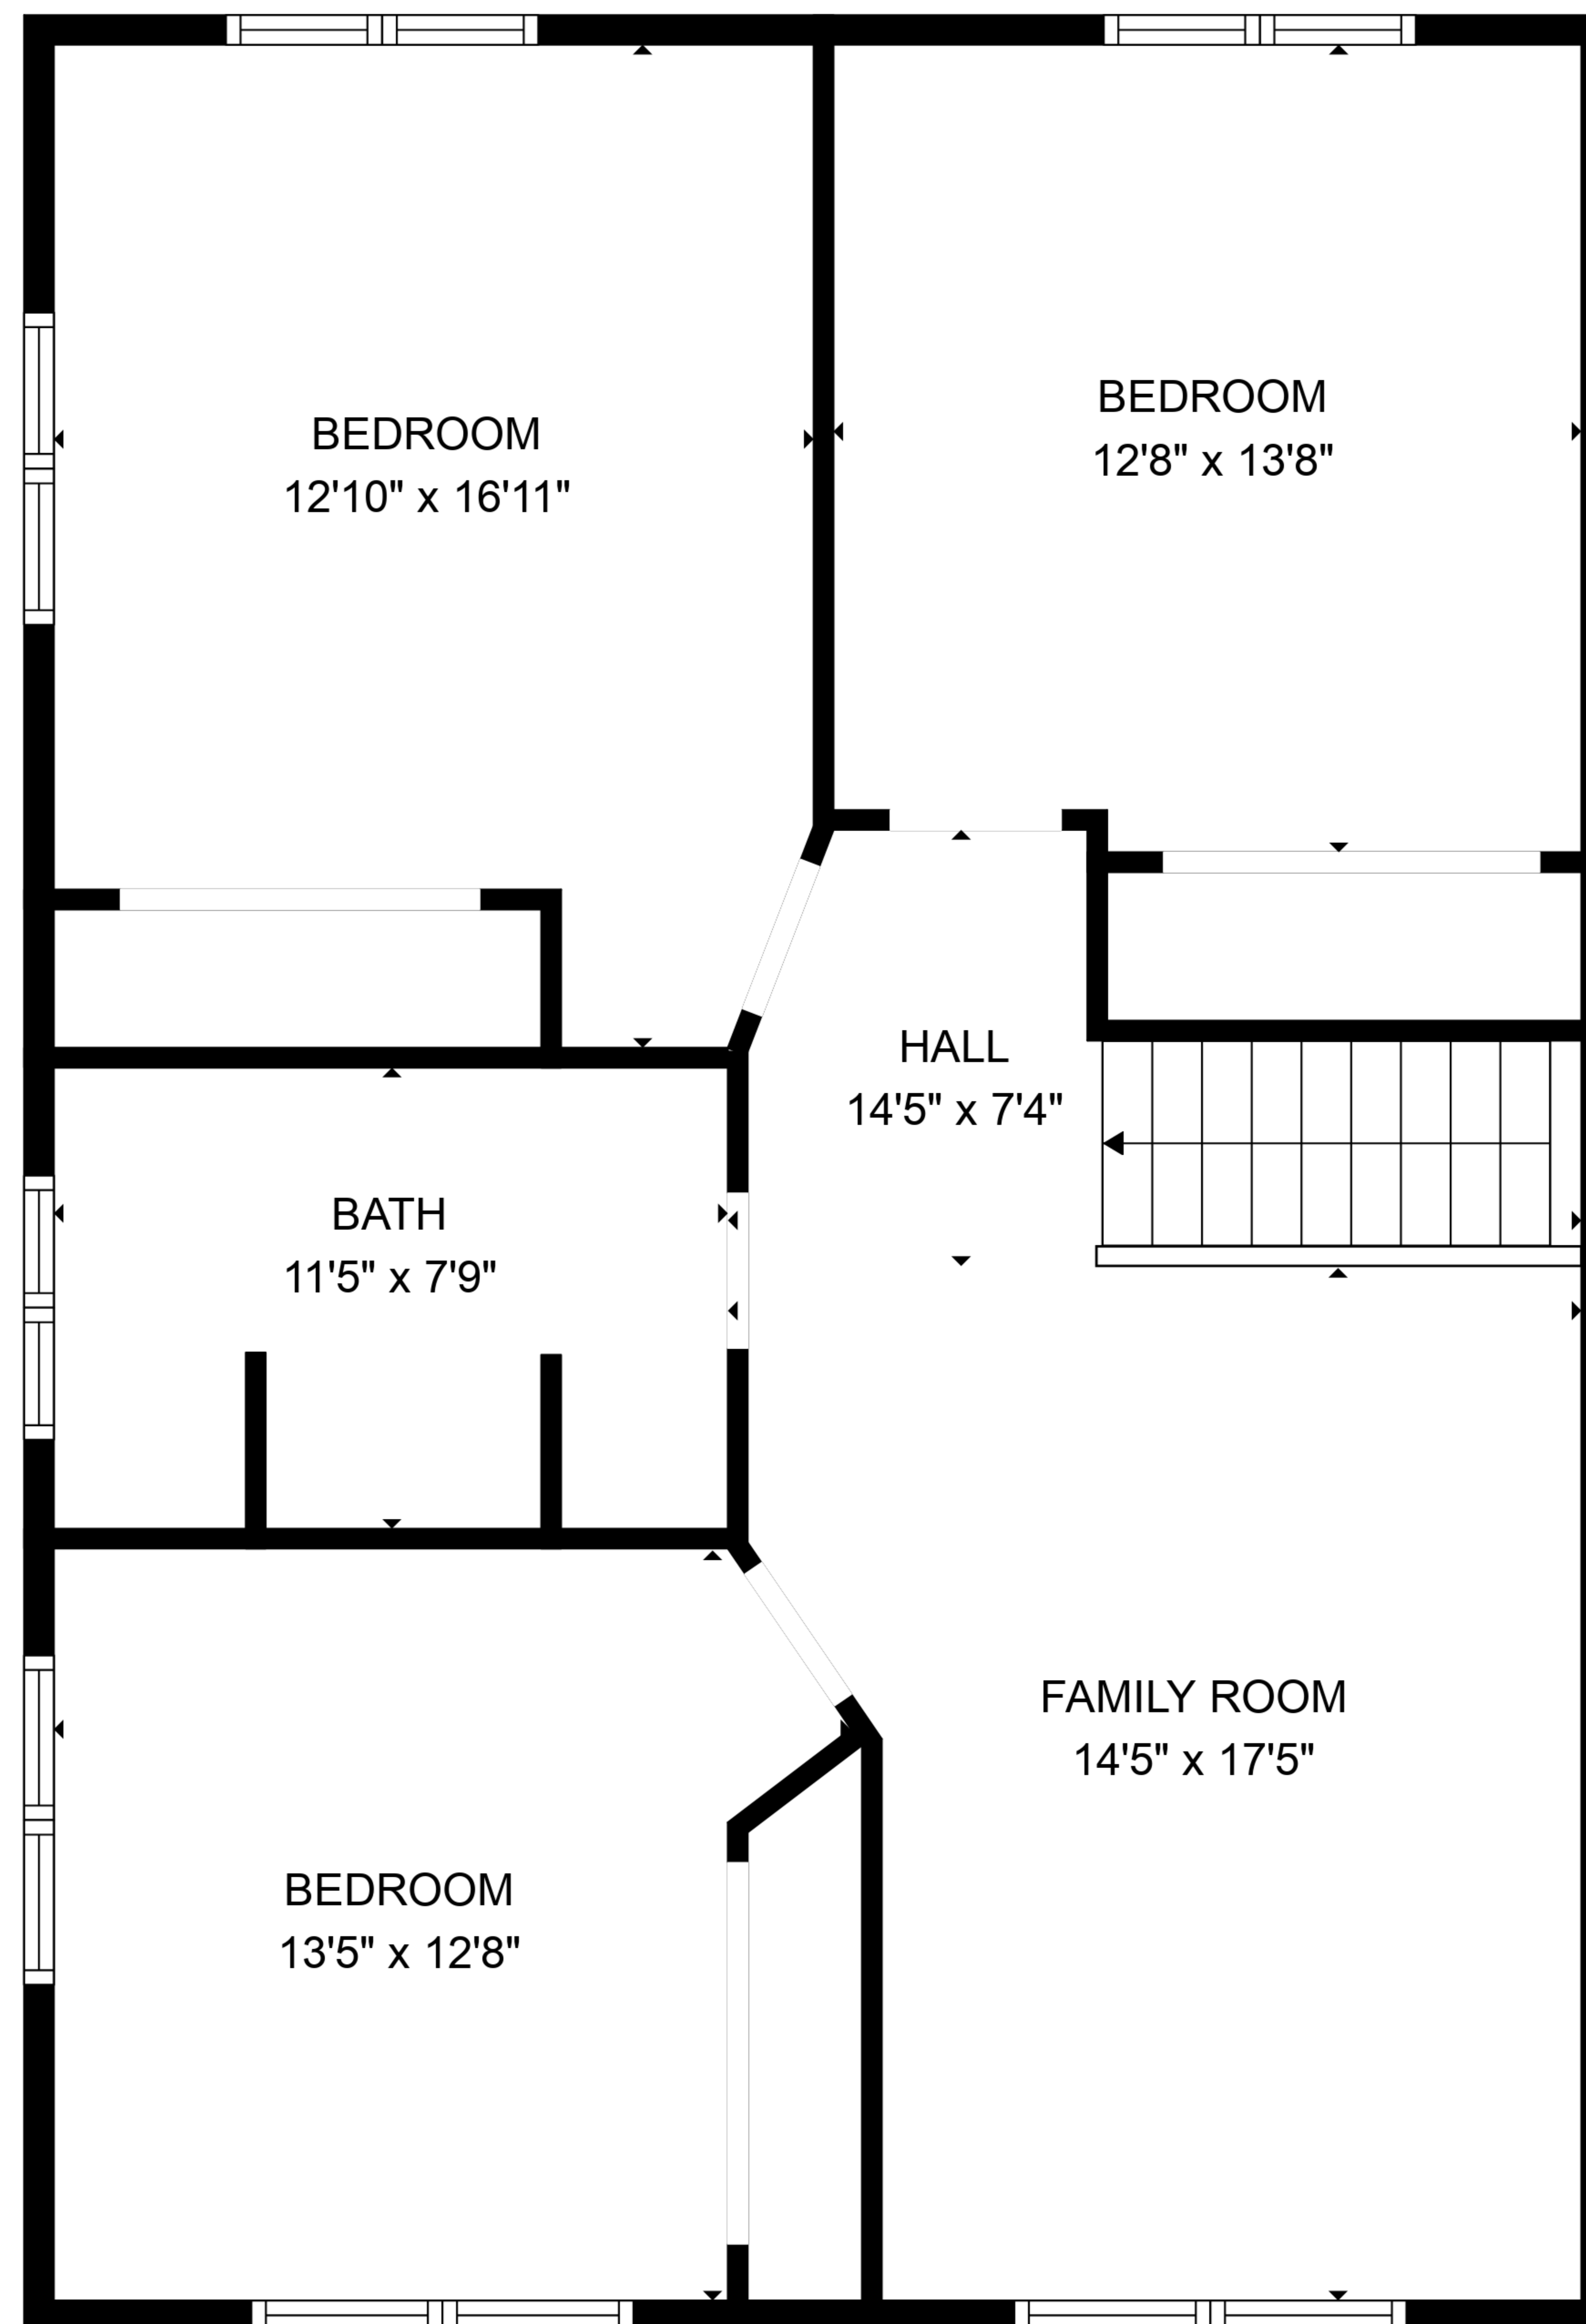 BEDROOM
12'10" x 16'11"
BEDROOM
12'8" x 13'8"
HALL
14'5" x 7'4"
BATH
11'5" x 7'9"
FAMILY ROOM
14'5" x 17'5"
BEDROOM
13'5" x 12'8"